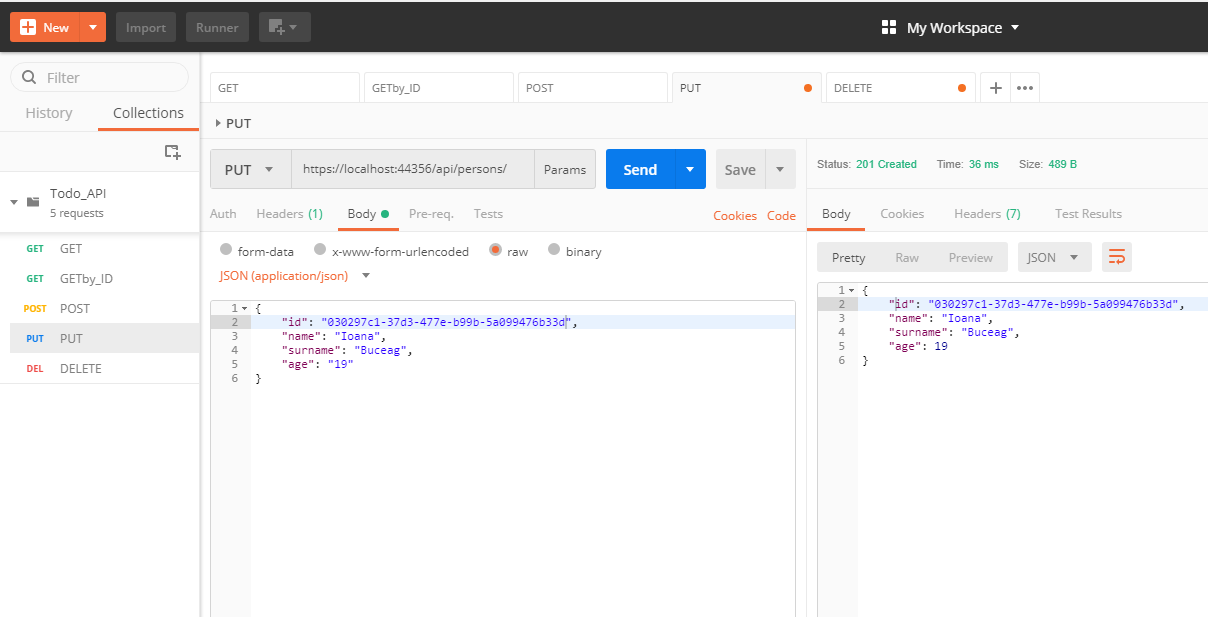 New Import Runner My Workspace
Filter
History Collections
Todo_API
5 requests
GET GET
GET GETby_ID
POST POST
PUT PUT
DEL DELETE
GET GETby_ID POST PUT DELETE
PUT
PUT https://localhost:44356/api/persons/ Params Send Save
Auth Headers (1) Body Pre-req. Tests Cookies Code
form-data x-www-form-urlencoded raw binary
JSON (application/json)
1 {
2 "id": "030297c1-37d3-477e-b99b-5a099476b33d",
3 "name": "Ioana",
4 "surname": "Buceag",
5 "age": "19"
6 }
Status: 201 Created Time: 36 ms Size: 489 B
Body Cookies Headers (7) Test Results
Pretty Raw Preview JSON
1 {
2 "id": "030297c1-37d3-477e-b99b-5a099476b33d",
3 "name": "Ioana",
4 "surname": "Buceag",
5 "age": 19
6 }